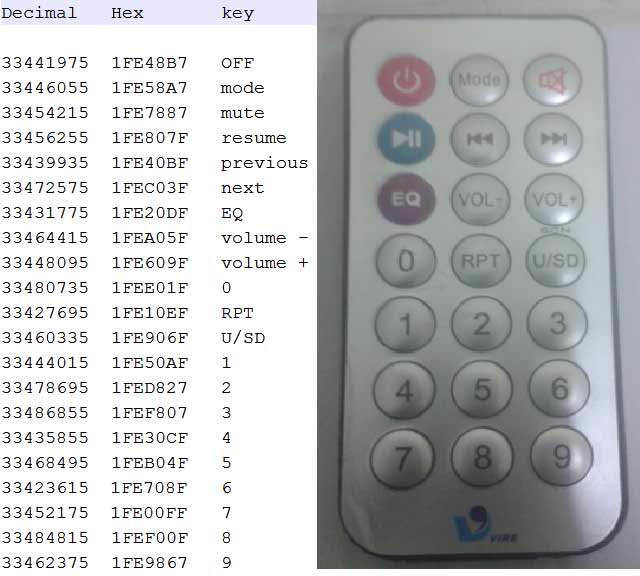 Decimal Hex key
33441975 1FE48B7 OFF
33446055 1FE58A7 mode
33454215 1FE7887 mute
33456255 1FE807F resume
33439935 1FE40BF previous
33472575 1FEC03F next
33431775 1FE20DF EQ
33464415 1FEA05F volume -
33448095 1FE609F volume +
33480735 1FEE01F 0
33427695 1FE10EF RPT
33460335 1FE906F U/SD
33444015 1FE50AF 1
33478695 1FED827 2
33486855 1FEF807 3
33435855 1FE30CF 4
33468495 1FEB04F 5
33423615 1FE708F 6
33452175 1FE00FF 7
33484815 1FEF00F 8
33462375 1FE9867 9
Mode
EQ VOL- VOL+
SCN
0 RPT U/SD
1 2 3
4 5 6
7 8 9
VIRE